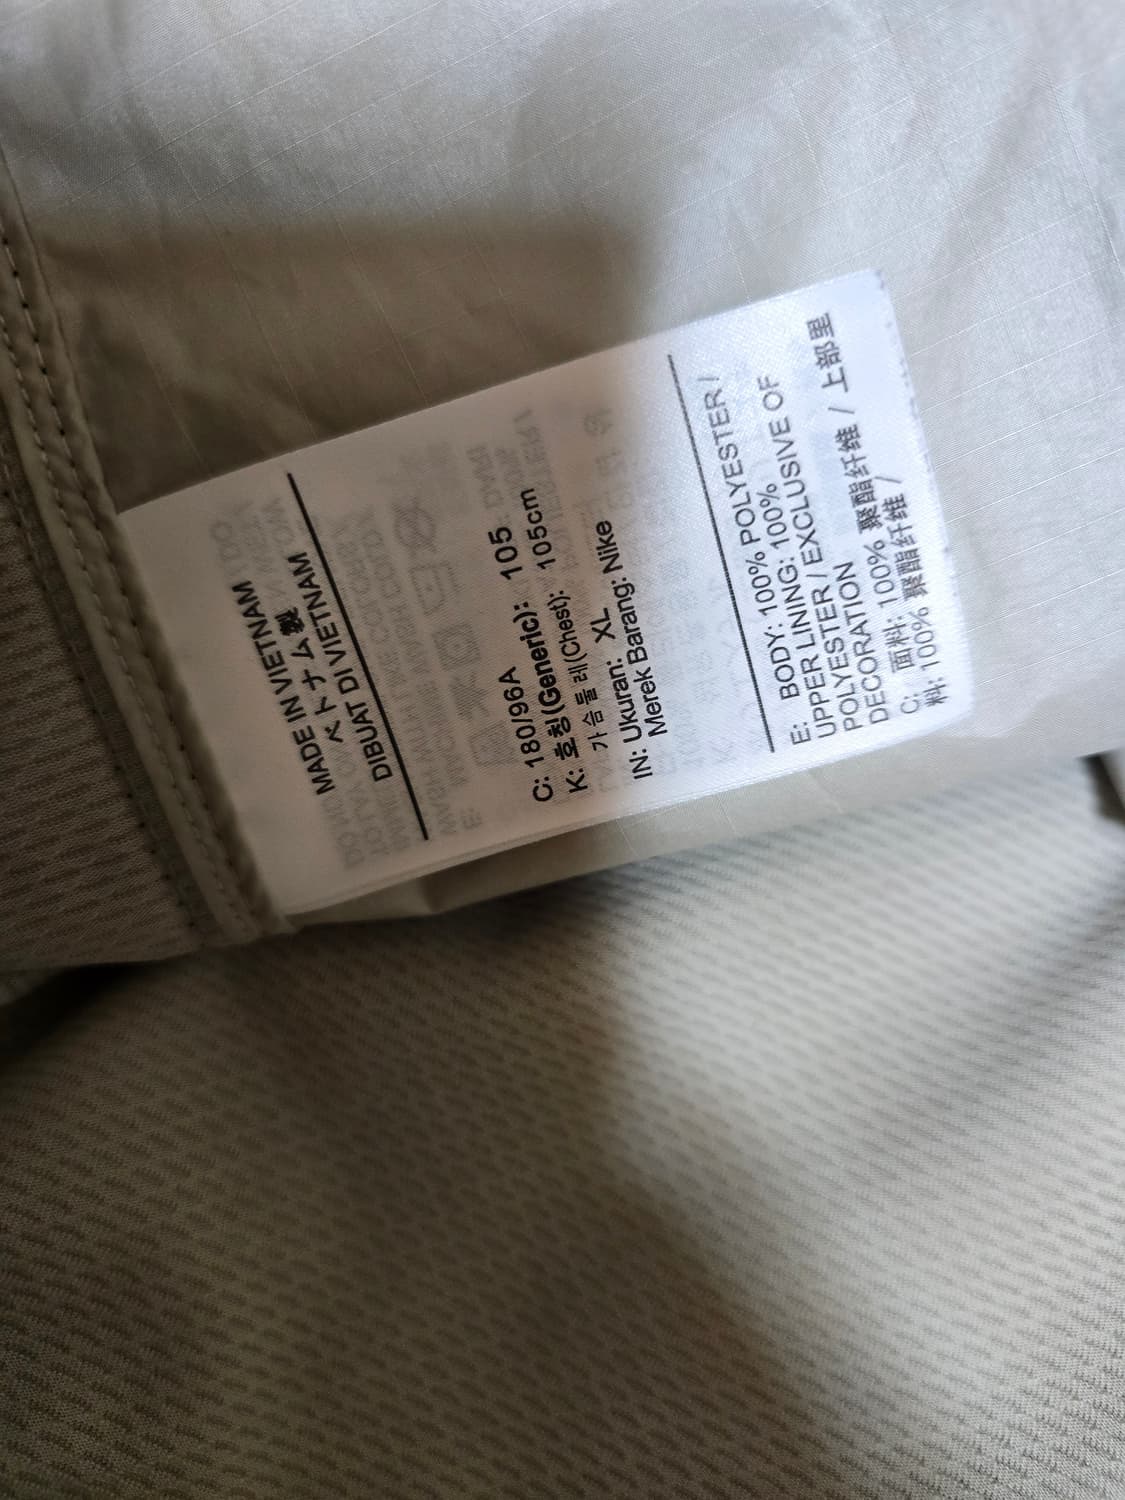 MADE IN VIETNAM
ベトナム製
DIBUAT DI VIETNAM
C: 180/96A
K: 호칭(Generic): 105
가슴둘레(Chest): 105cm
IN: Ukuran: XL
Merek Barang: Nike
E: BODY: 100% POLYESTER /
UPPER LINING: 100%
POLYESTER / EXCLUSIVE OF
DECORATION
C: 面料: 100% 聚酯纤维 / 上部里
料: 100% 聚酯纤维 /